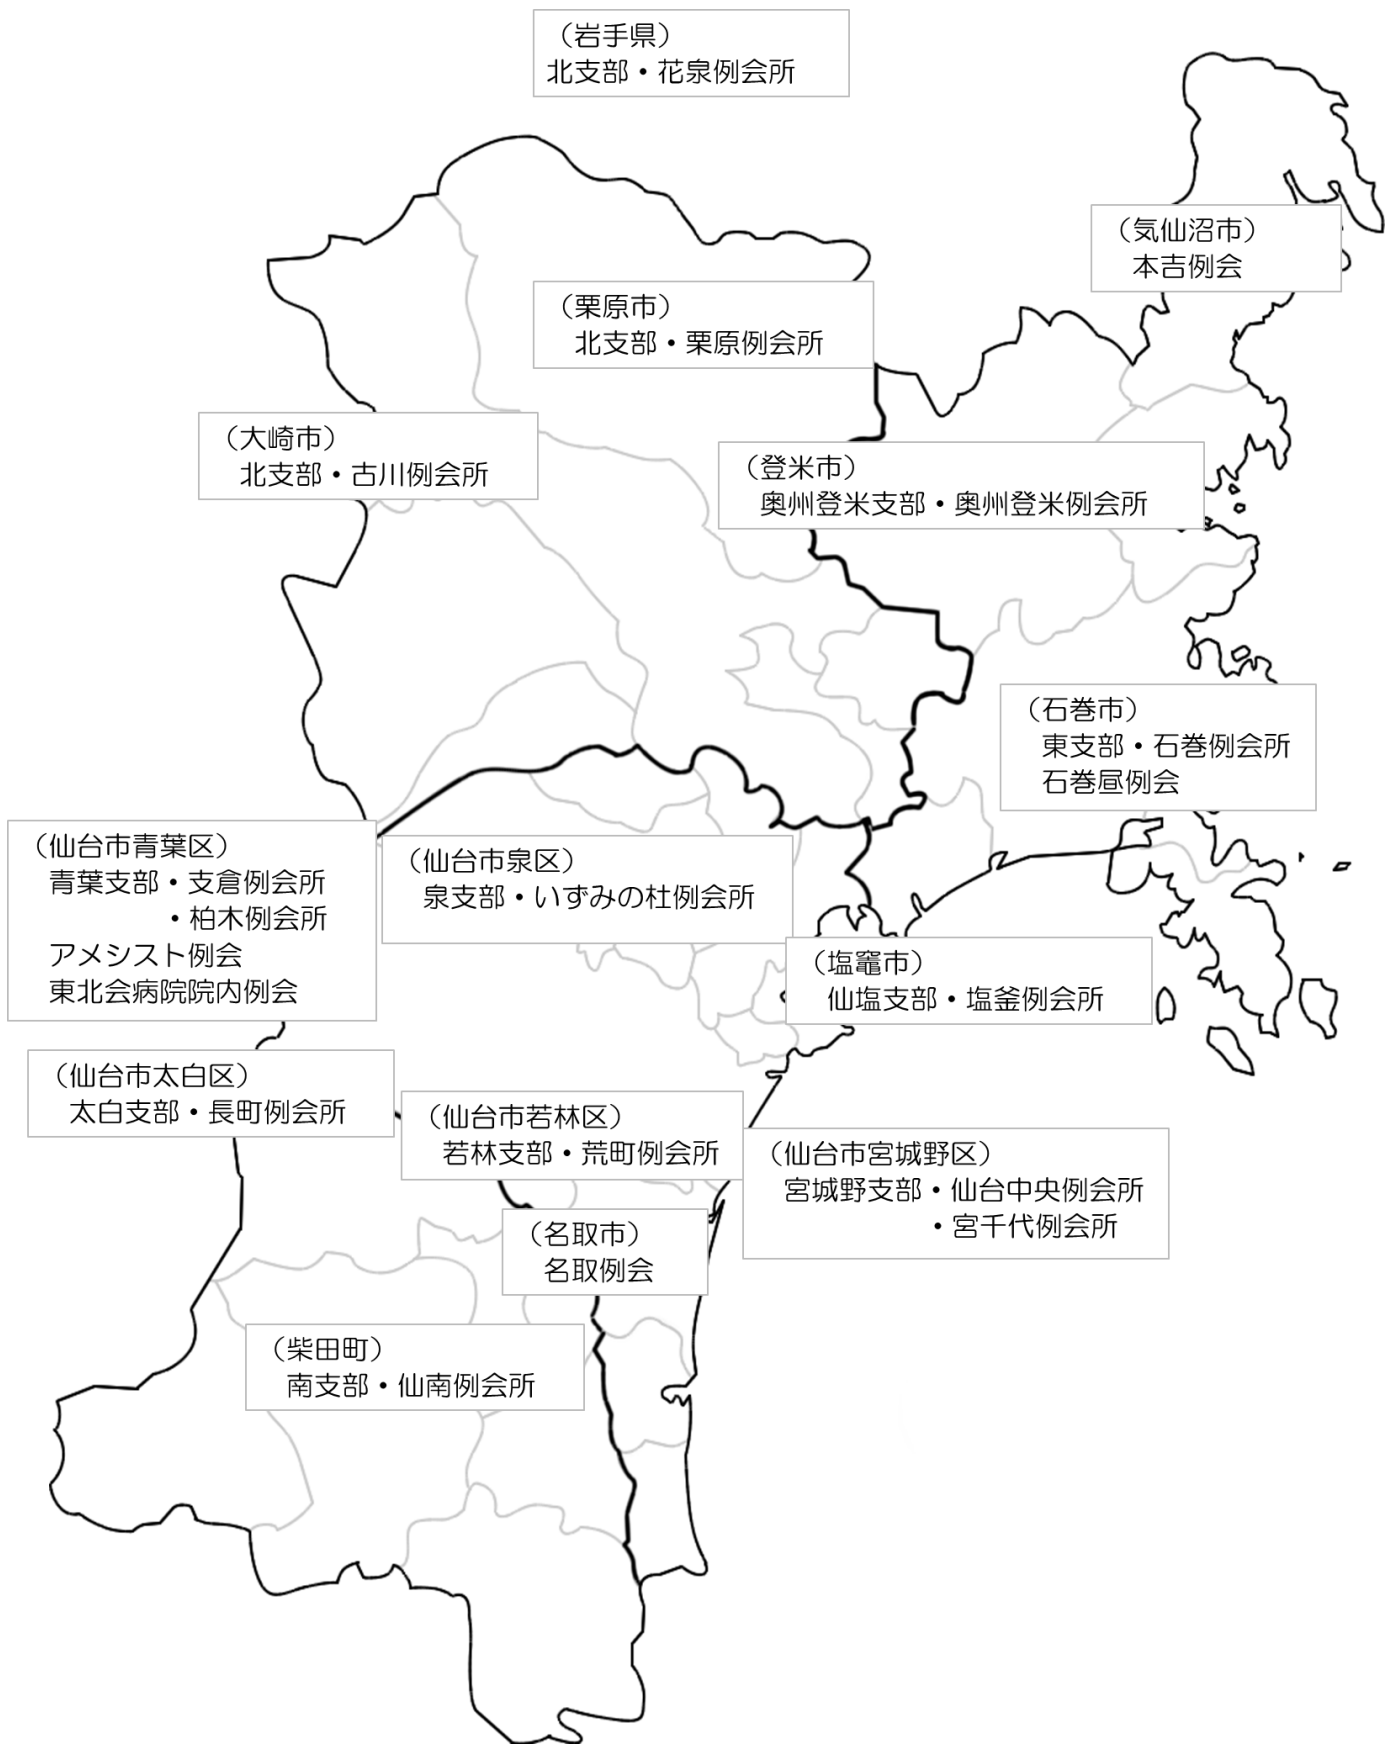 （岩手県）
北支部・花泉例会所
（気仙沼市）
本吉例会
（栗原市）
北支部・栗原例会所
（大崎市）
北支部・古川例会所
（登米市）
奥州登米支部・奥州登米例会所
（石巻市）
東支部・石巻例会所
石巻昼例会
（仙台市青葉区）
青葉支部・支倉例会所
・柏木例会所
アメシスト例会
東北会病院院内例会
（仙台市泉区）
泉支部・いずみの杜例会所
（塩竈市）
仙塩支部・塩釜例会所
（仙台市太白区）
太白支部・長町例会所
（仙台市若林区）
若林支部・荒町例会所
（仙台市宮城野区）
宮城野支部・仙台中央例会所
・宮千代例会所
（名取市）
名取例会
（柴田町）
南支部・仙南例会所